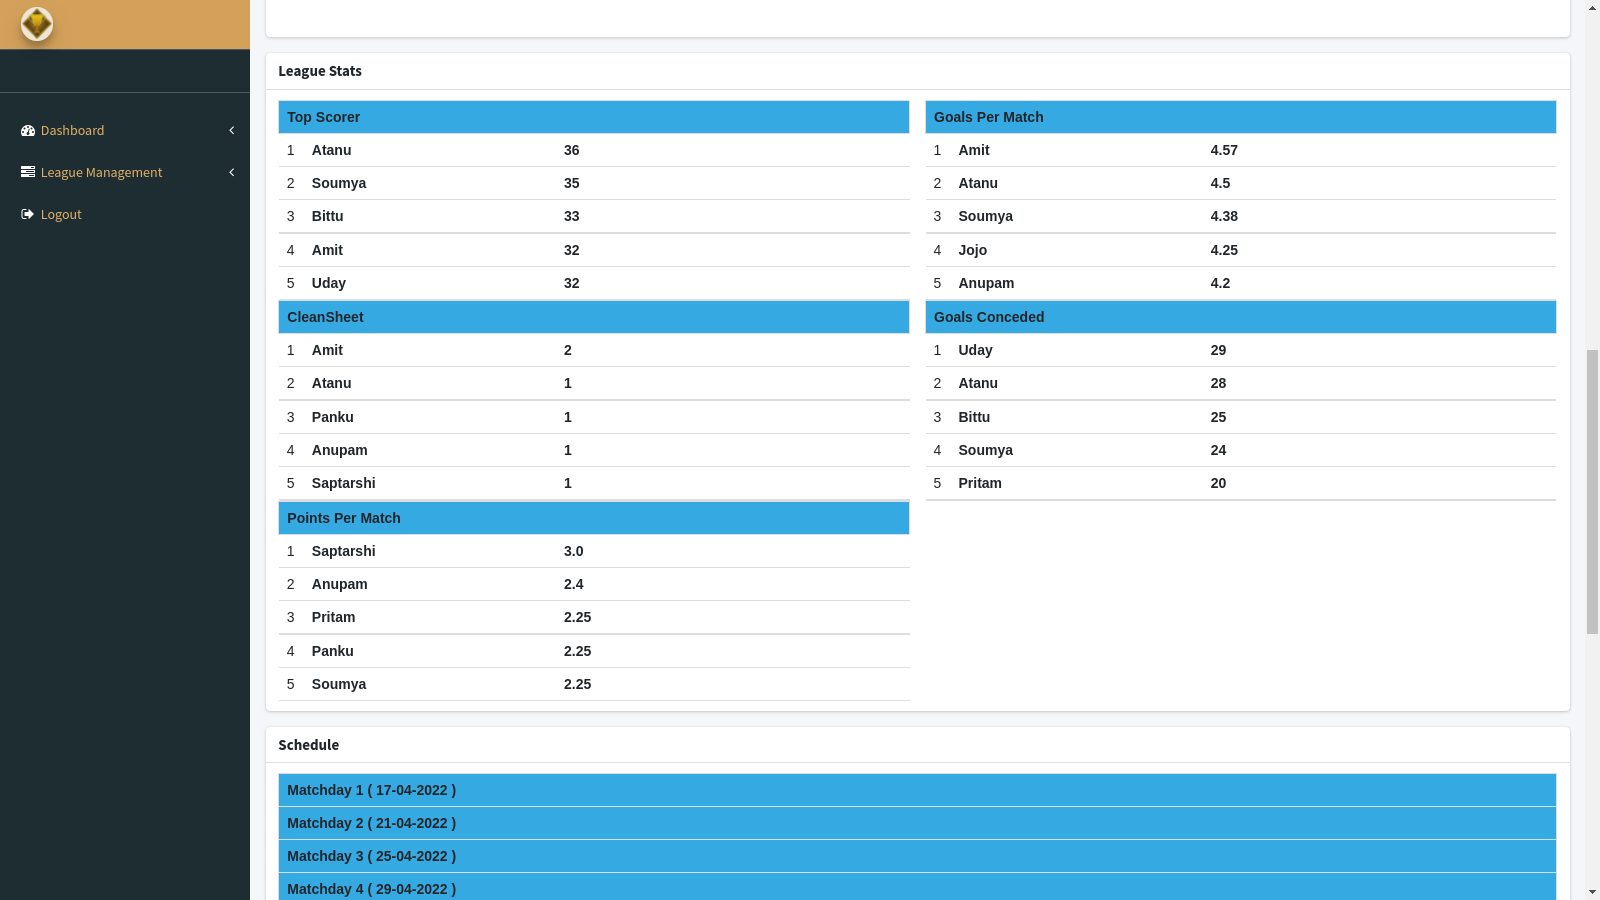 Dashboard
League Management
Logout
League Stats
Top Scorer
1 Atanu 36
2 Soumya 35
3 Bittu 33
4 Amit 32
5 Uday 32
Goals Per Match
1 Amit 4.57
2 Atanu 4.5
3 Soumya 4.38
4 Jojo 4.25
5 Anupam 4.2
CleanSheet
1 Amit 2
2 Atanu 1
3 Panku 1
4 Anupam 1
5 Saptarshi 1
Goals Conceded
1 Uday 29
2 Atanu 28
3 Bittu 25
4 Soumya 24
5 Pritam 20
Points Per Match
1 Saptarshi 3.0
2 Anupam 2.4
3 Pritam 2.25
4 Panku 2.25
5 Soumya 2.25
Schedule
Matchday 1 ( 17-04-2022 )
Matchday 2 ( 21-04-2022 )
Matchday 3 ( 25-04-2022 )
Matchday 4 ( 29-04-2022 )